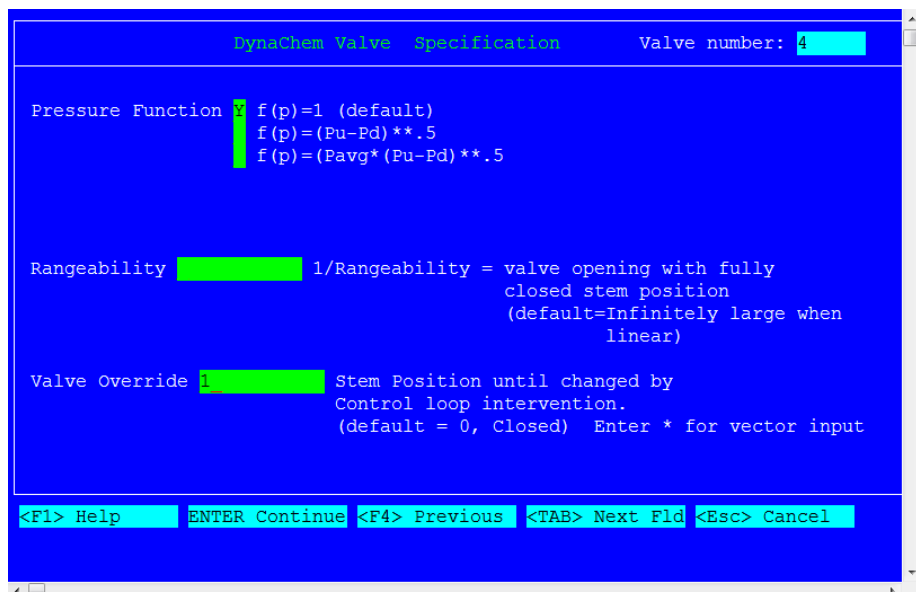 DynaChem Valve Specification Valve number: 4
Pressure Function Y f(p)=1 (default)
f(p)=(Pu-Pd)**.5
f(p)=(Pavg*(Pu-Pd)**.5
Rangeability 1/Rangeability = valve opening with fully
closed stem position
(default=Infinitely large when
linear)
Valve Override 1_ Stem Position until changed by
Control loop intervention.
(default = 0, Closed) Enter * for vector input
<F1> Help ENTER Continue <F4> Previous <TAB> Next Fld <Esc> Cancel